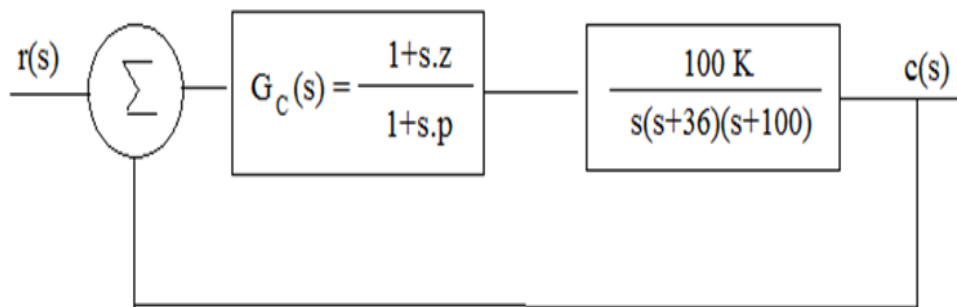 r(s)
Σ
G_C(s) = 1+s.z / 1+s.p
100 K / s(s+36)(s+100)
c(s)